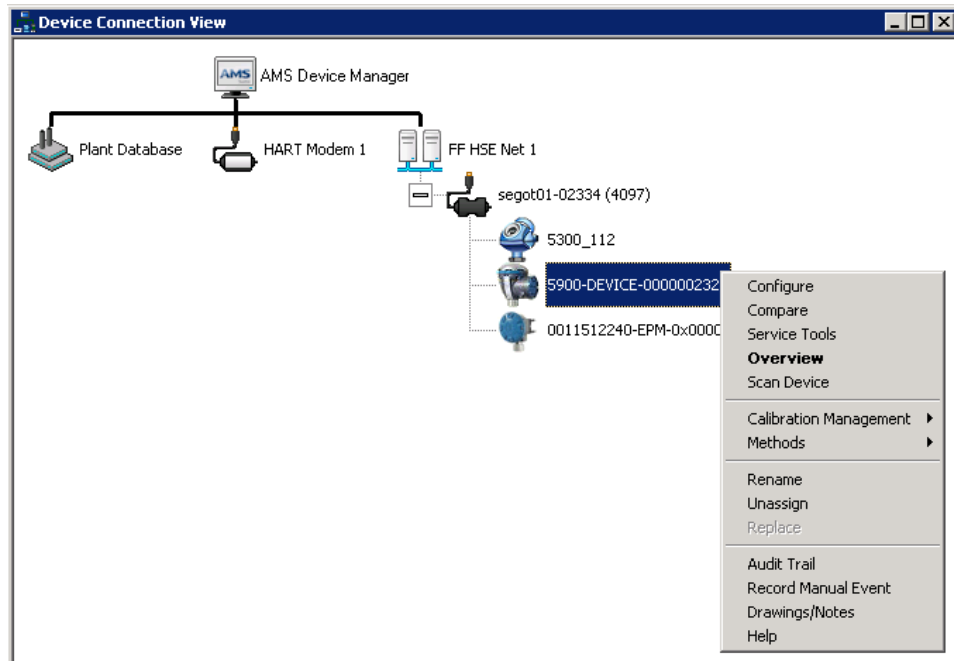 Device Connection View
AMS
AMS Device Manager
Plant Database
HART Modem 1
FF HSE Net 1
segot01-02334 (4097)
5300_112
5900-DEVICE-000000232
0011512240-EPM-0x0000
Configure
Compare
Service Tools
Overview
Scan Device
Calibration Management
Methods
Rename
Unassign
Replace
Audit Trail
Record Manual Event
Drawings/Notes
Help